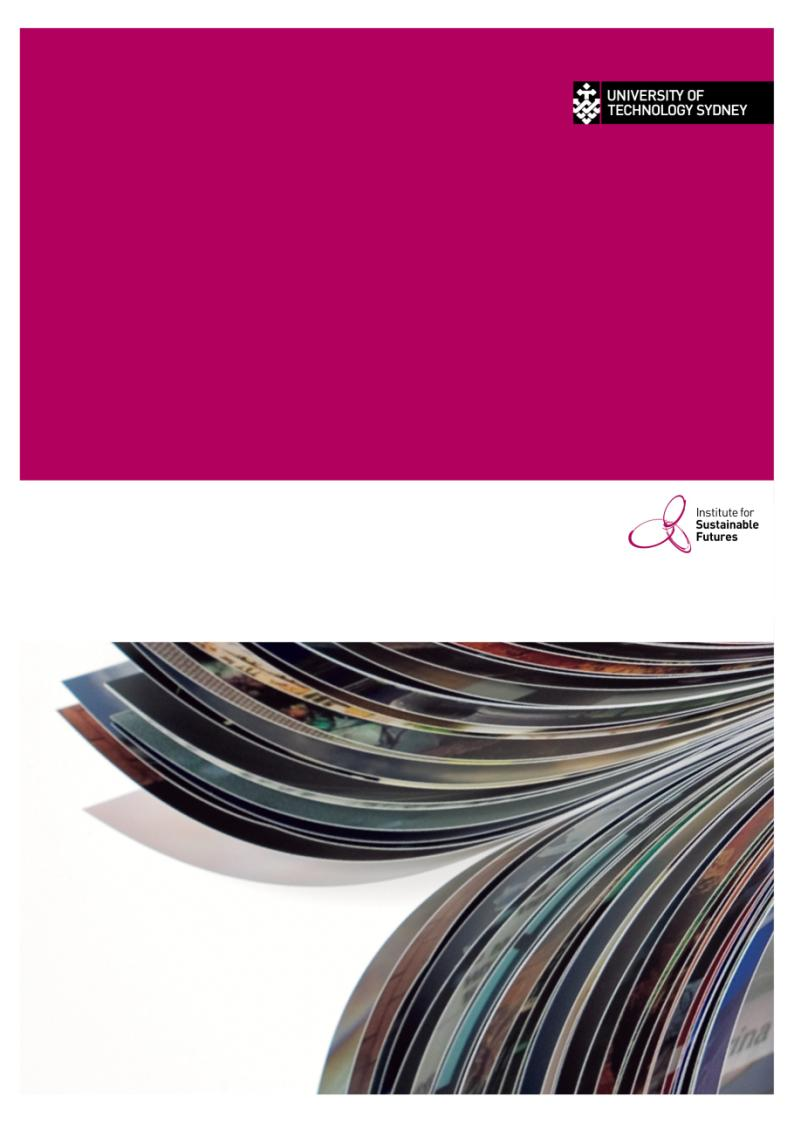 UNIVERSITY OF
TECHNOLOGY SYDNEY
Institute for
Sustainable
Futures